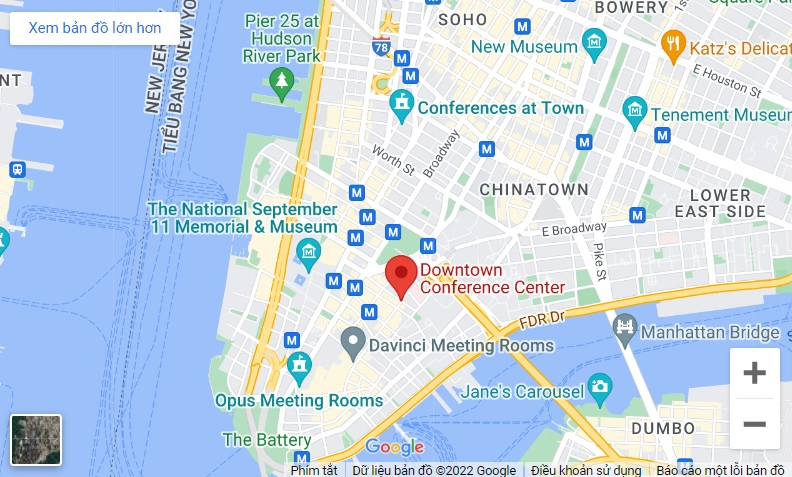 Xem bản đồ lớn hơn
Pier 25 at
Hudson
River Park
SOHO
BOWERY
New Museum
Katz's Delicat
E Houston St
78
NEW JER
TIỂU BANG NEW YO
NT
Conferences at Town
Tenement Museu
Worth St
Broadway
CHINATOWN
LOWER
EAST SIDE
The National September
11 Memorial & Museum
E Broadway
Pike St
Downtown
Conference Center
FDR Dr
Manhattan Bridge
Davinci Meeting Rooms
Opus Meeting Rooms
Jane's Carousel
The Battery
DUMBO
Google
Phím tắt
Dữ liệu bản đồ ©2022 Google
Điều khoản sử dụng
Báo cáo một lỗi bản đồ